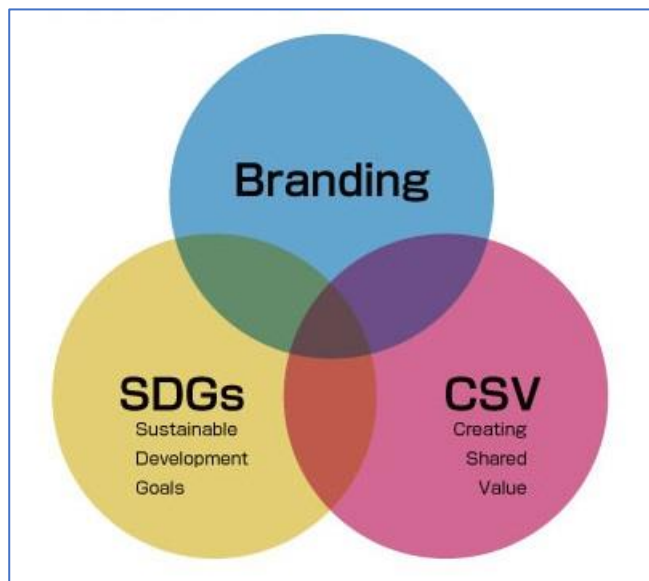 Branding
SDGs
Sustainable
Development
Goals
CSV
Creating
Shared
Value